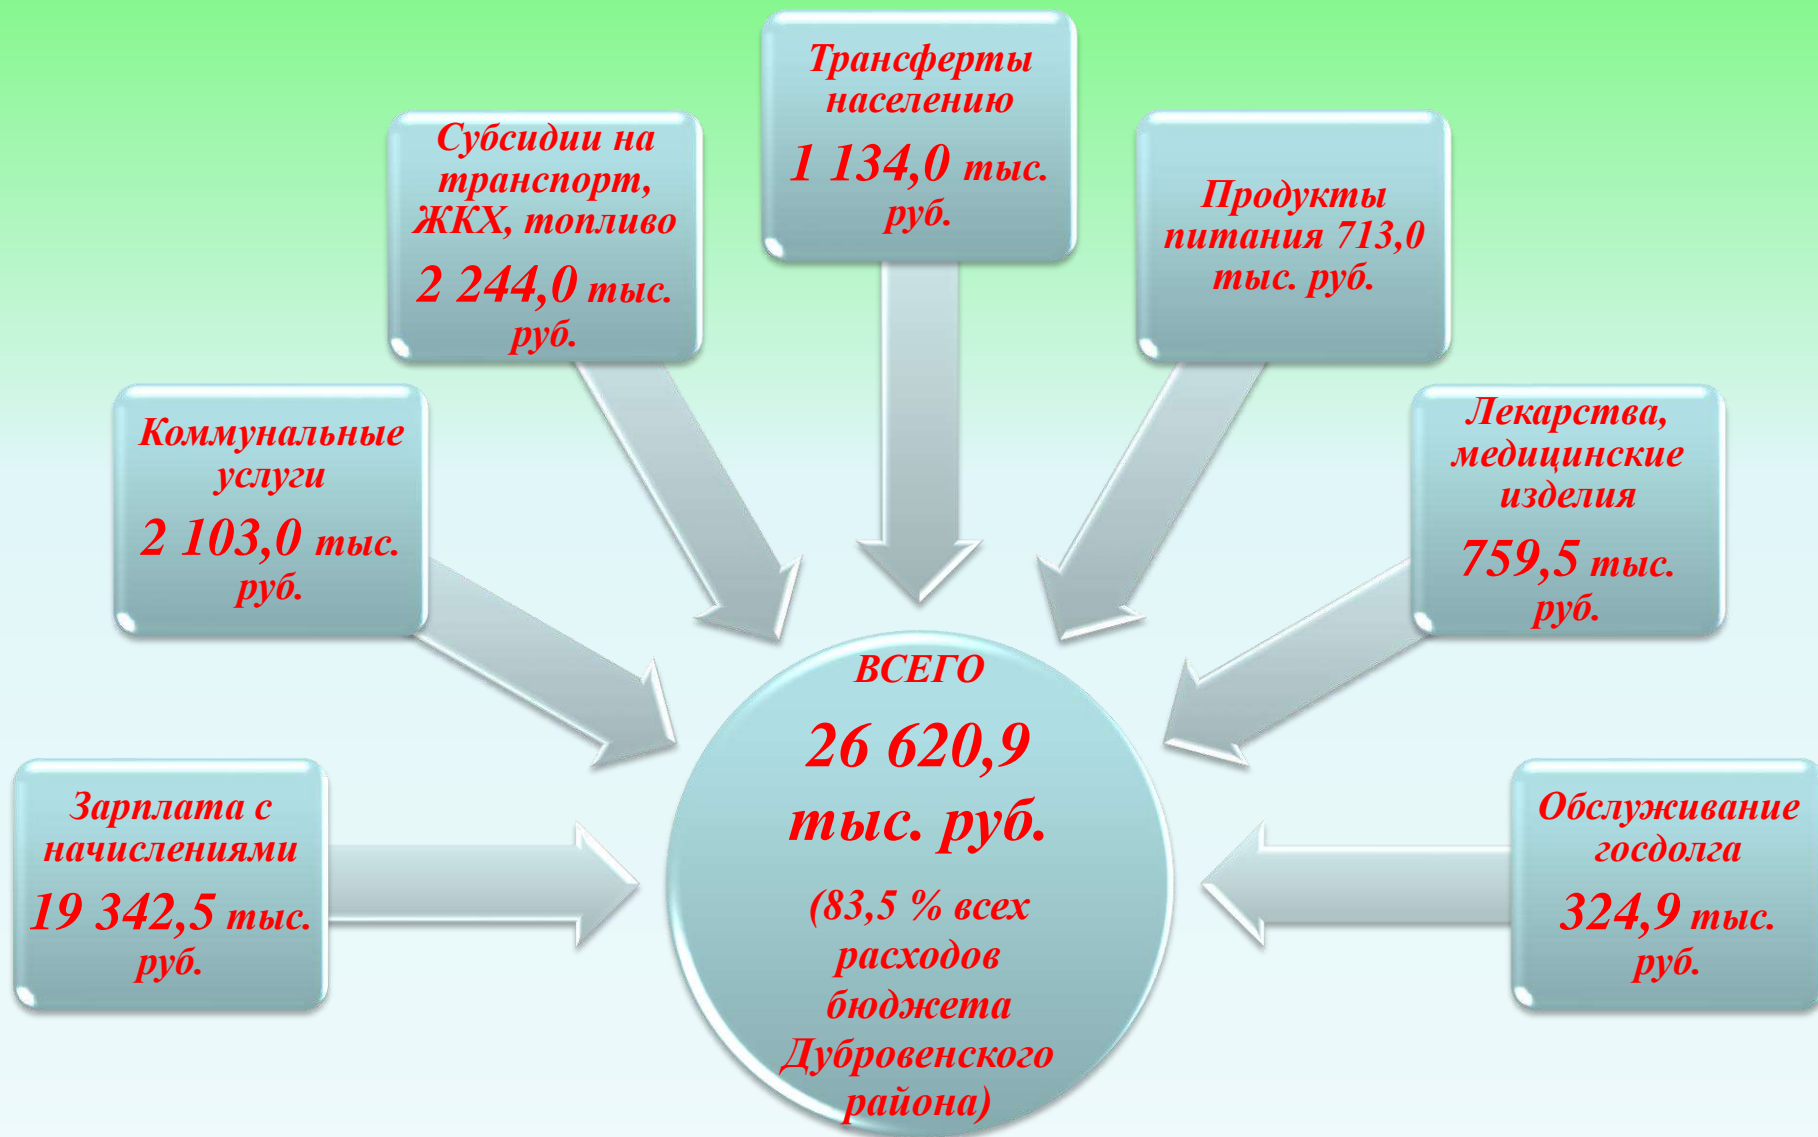 Трансферты
населению
1 134,0 тыс.
руб.
Субсидии на
транспорт,
ЖКХ, топливо
2 244,0 тыс.
руб.
Продукты
питания 713,0
тыс. руб.
Коммунальные
услуги
2 103,0 тыс.
руб.
Лекарства,
медицинские
изделия
759,5 тыс.
руб.
Зарплата с
начислениями
19 342,5 тыс.
руб.
ВСЕГО
26 620,9
тыс. руб.
(83,5 % всех
расходов
бюджета
Дубровенского
района)
Обслуживание
госдолга
324,9 тыс.
руб.